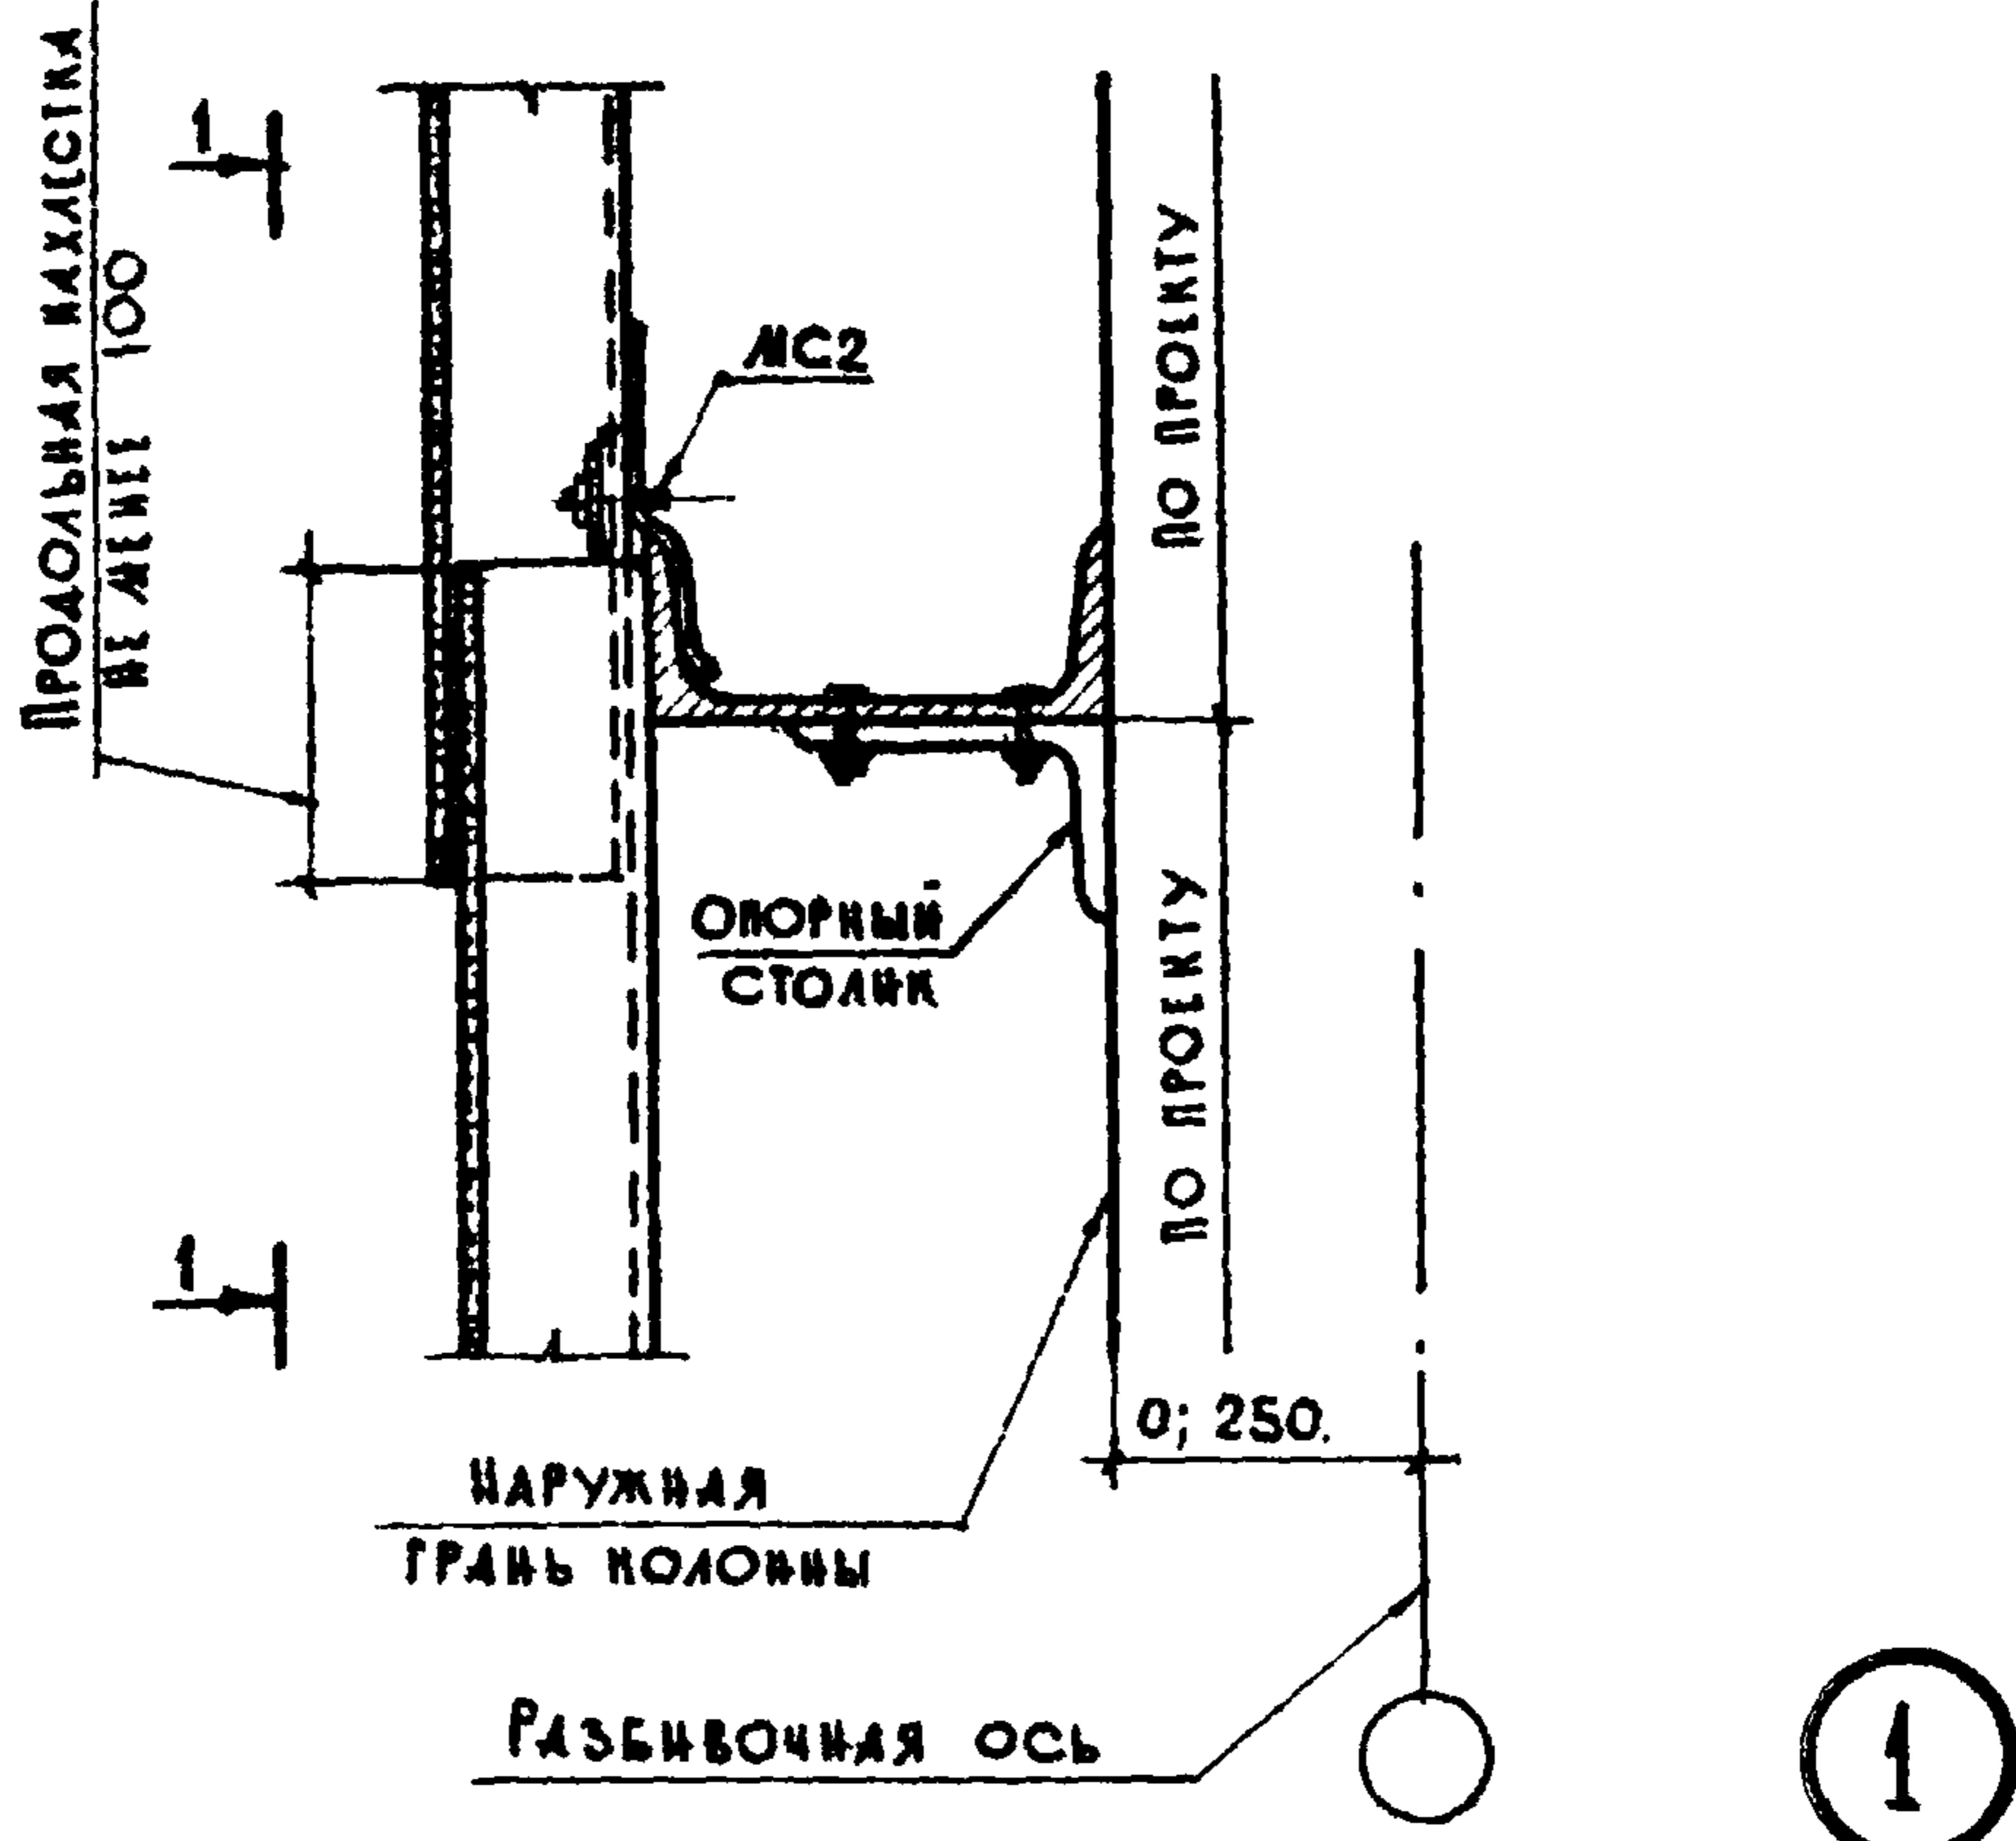 Продольная нахлестка
не менее 100
1
МС2
По проекту
Опорный
столик
по проекту
1
0; 250.
Наружная
грань колонны
Разбивочная ось
1